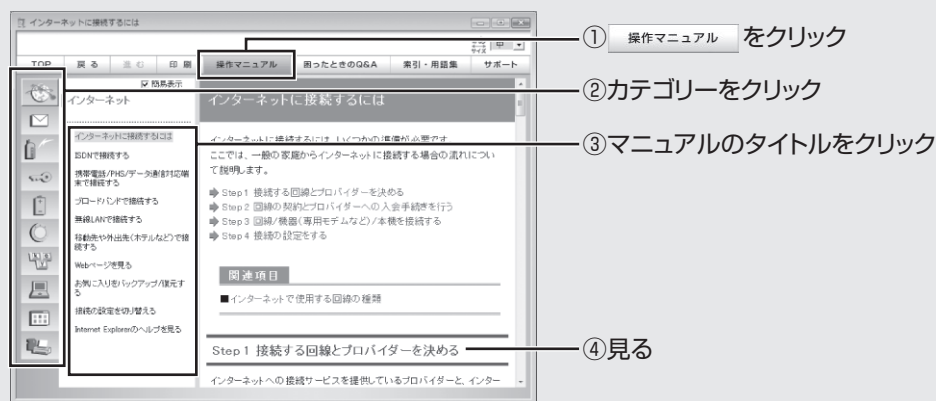 インターネットに接続するには
サイズ 中
TOP 戻る 進む 印刷 操作マニュアル 困ったときのQ&A 索引・用語集 サポート
簡易表示
インターネット
インターネットに接続するには
ISDNで接続する
携帯電話/PHS/データ通信対応端
末で接続する
ブロードバンドで接続する
無線LANで接続する
移動先や外出先(ホテルなど)で接
続する
Webページを見る
お気に入りをバックアップ/復元す
る
接続の設定を切り替える
Internet Explorerのヘルプを見る
インターネットに接続するには
インターネットに接続するには、いくつかの準備が必要です。
ここでは、一般の家庭からインターネットに接続する場合の流れについ
て説明します。
Step1 接続する回線とプロバイダーを決める
Step2 回線の契約とプロバイダーへの入会手続きを行う
Step3 回線/機器(専用モデムなど)/本機を接続する
Step4 接続の設定をする
関連項目
■インターネットで使用する回線の種類
Step1 接続する回線とプロバイダーを決める
インターネットへの接続サービスを提供しているプロバイダーと、インター
① 操作マニュアル をクリック
②カテゴリーをクリック
③マニュアルのタイトルをクリック
④見る